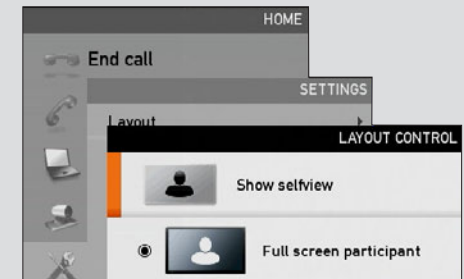 HOME
End call
SETTINGS
Layout
LAYOUT CONTROL
Show selfview
Full screen participant